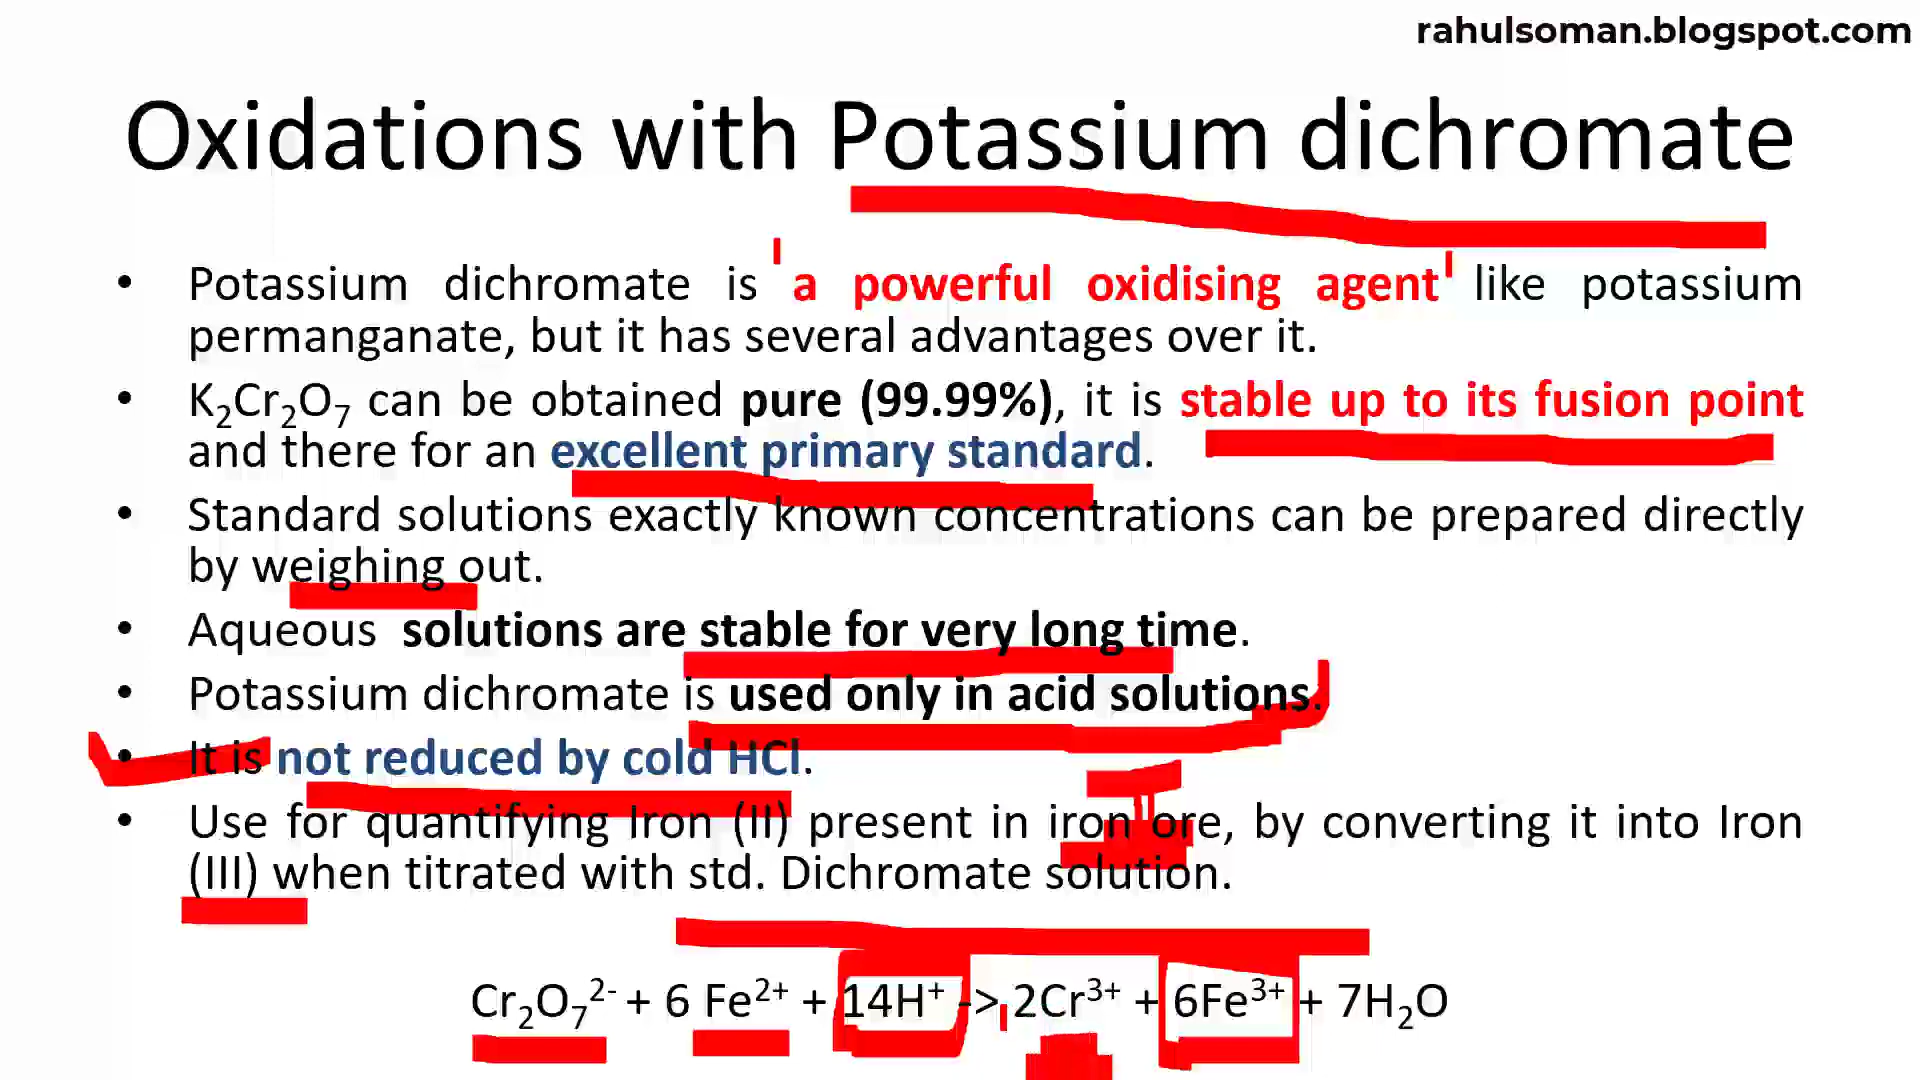 rahulsoman.blogspot.com
Oxidations with Potassium dichromate
• Potassium dichromate is 'a powerful oxidising agent' like potassium
permanganate, but it has several advantages over it.
• K₂Cr₂O₇ can be obtained pure (99.99%), it is stable up to its fusion point
and there for an excellent primary standard.
• Standard solutions exactly known concentrations can be prepared directly
by weighing out.
• Aqueous solutions are stable for very long time.
• Potassium dichromate is used only in acid solutions.
• It is not reduced by cold HCl.
• Use for quantifying Iron (II) present in iron ore, by converting it into Iron
(III) when titrated with std. Dichromate solution.
Cr₂O₇²⁻ + 6 Fe²⁺ + 14H⁺ -> 2Cr³⁺ + 6Fe³⁺ + 7H₂O